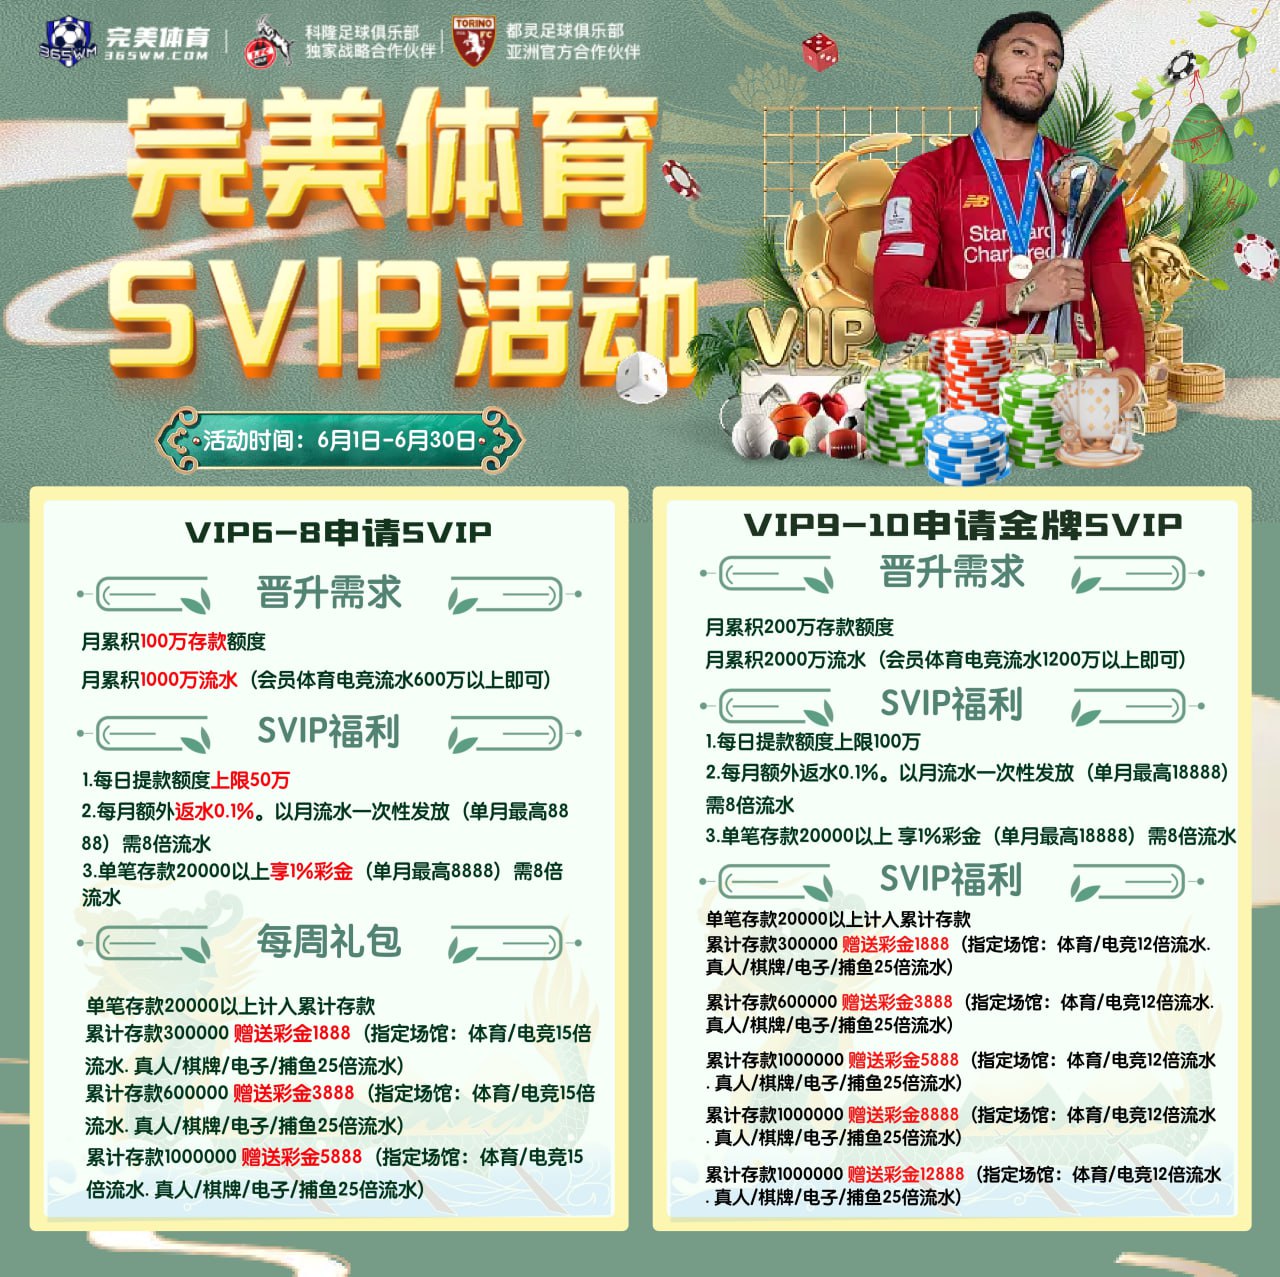 365WM
完美体育
365WM.COM
科隆足球俱乐部
独家战略合作伙伴
TORINO
FC
都灵足球俱乐部
亚洲官方合作伙伴
完美体育
SVIP活动
Standard
Chartered
VIP
活动时间：6月1日-6月30日
VIP6-8申请SVIP
晋升需求
月累积100万存款额度
月累积1000万流水（会员体育电竞流水600万以上即可）
SVIP福利
1.每日提款额度上限50万
2.每月额外返水0.1%。以月流水一次性发放（单月最高88
88）需8倍流水
3.单笔存款20000以上享1%彩金（单月最高8888）需8倍
流水
每周礼包
单笔存款20000以上计人累计存款
累计存款300000 赠送彩金1888（指定场馆：体育/电竞15倍
流水. 真人/棋牌/电子/捕鱼25倍流水）
累计存款600000 赠送彩金3888（指定场馆：体育/电竞15倍
流水. 真人/棋牌/电子/捕鱼25倍流水）
累计存款1000000 赠送彩金5888（指定场馆：体育/电竞15
倍流水. 真人/棋牌/电子/捕鱼25倍流水）
VIP9-10申请金牌SVIP
晋升需求
月累积200万存款额度
月累积2000万流水（会员体育电竞流水1200万以上即可）
SVIP福利
1.每日提款额度上限100万
2.每月额外返水0.1%。以月流水一次性发放（单月最高18888）
需8倍流水
3.单笔存款20000以上 享1%彩金（单月最高18888）需8倍流水
SVIP福利
单笔存款20000以上计人累计存款
累计存款300000 赠送彩金1888（指定场馆：体育/电竞12倍流水.
真人/棋牌/电子/捕鱼25倍流水）
累计存款600000 赠送彩金3888（指定场馆：体育/电竞12倍流水.
真人/棋牌/电子/捕鱼25倍流水）
累计存款1000000 赠送彩金5888（指定场馆：体育/电竞12倍流水
. 真人/棋牌/电子/捕鱼25倍流水）
累计存款1000000 赠送彩金8888（指定场馆：体育/电竞12倍流水
. 真人/棋牌/电子/捕鱼25倍流水）
累计存款1000000 赠送彩金12888（指定场馆：体育/电竞12倍流水
. 真人/棋牌/电子/捕鱼25倍流水）